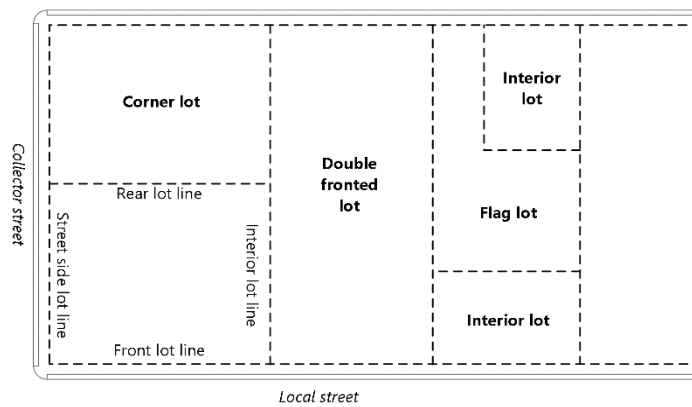 Interior
lot
Corner lot
Double
fronted
lot
Collector street
Rear lot line
Street side lot line
Interior lot line
Flag lot
Interior lot
Front lot line
Local street